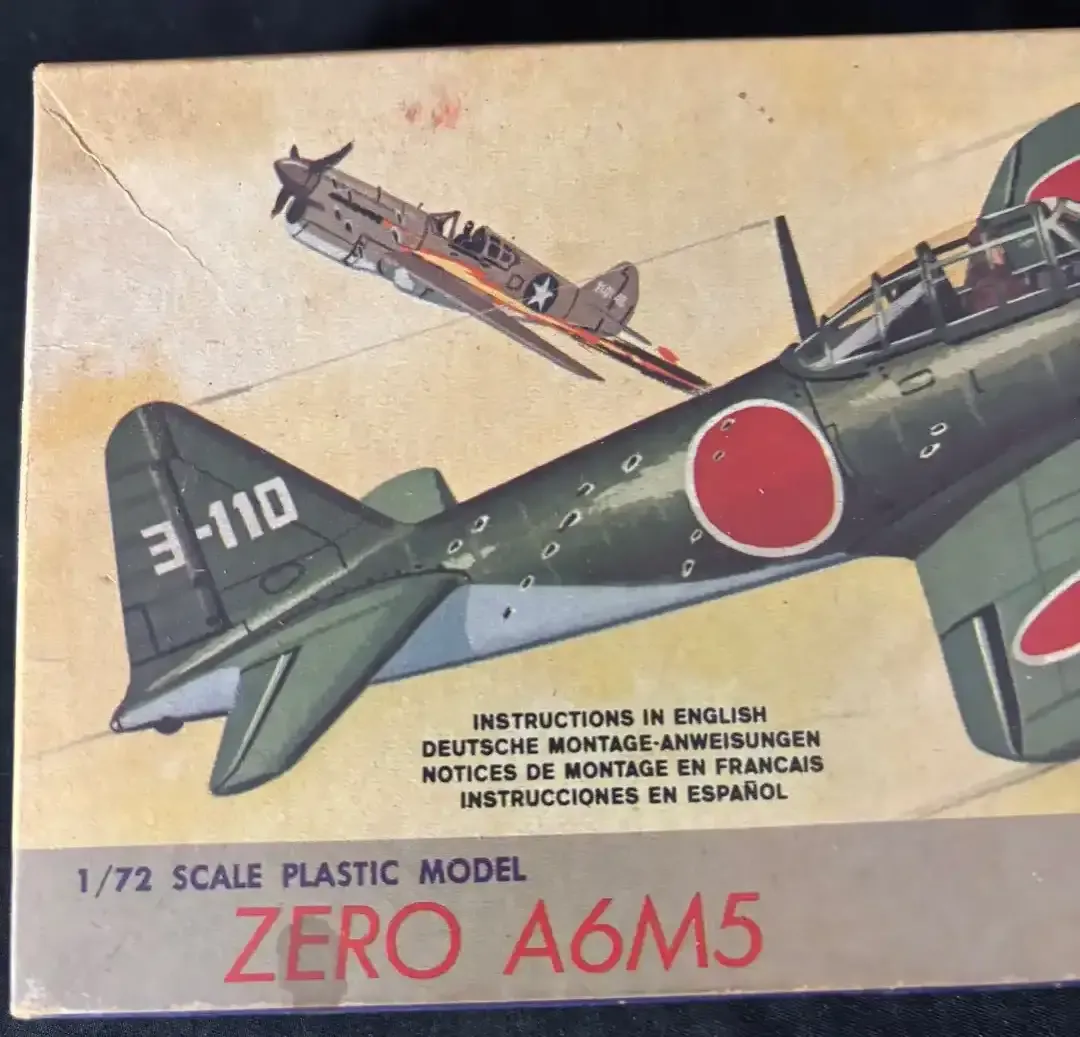 3-110
INSTRUCTIONS IN ENGLISH
DEUTSCHE MONTAGE-ANWEISUNGEN
NOTICES DE MONTAGE EN FRANCAIS
INSTRUCCIONES EN ESPAÑOL
1/72 SCALE PLASTIC MODEL
ZERO A6M5